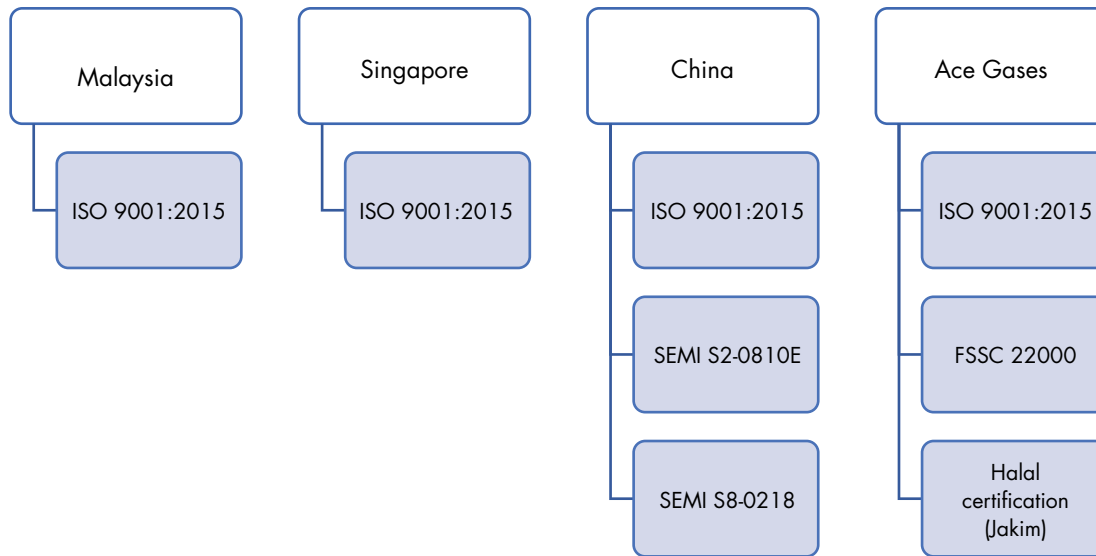 Malaysia
ISO 9001:2015
Singapore
ISO 9001:2015
China
ISO 9001:2015
SEMI S2-0810E
SEMI S8-0218
Ace Gases
ISO 9001:2015
FSSC 22000
Halal
certification
(Jakim)